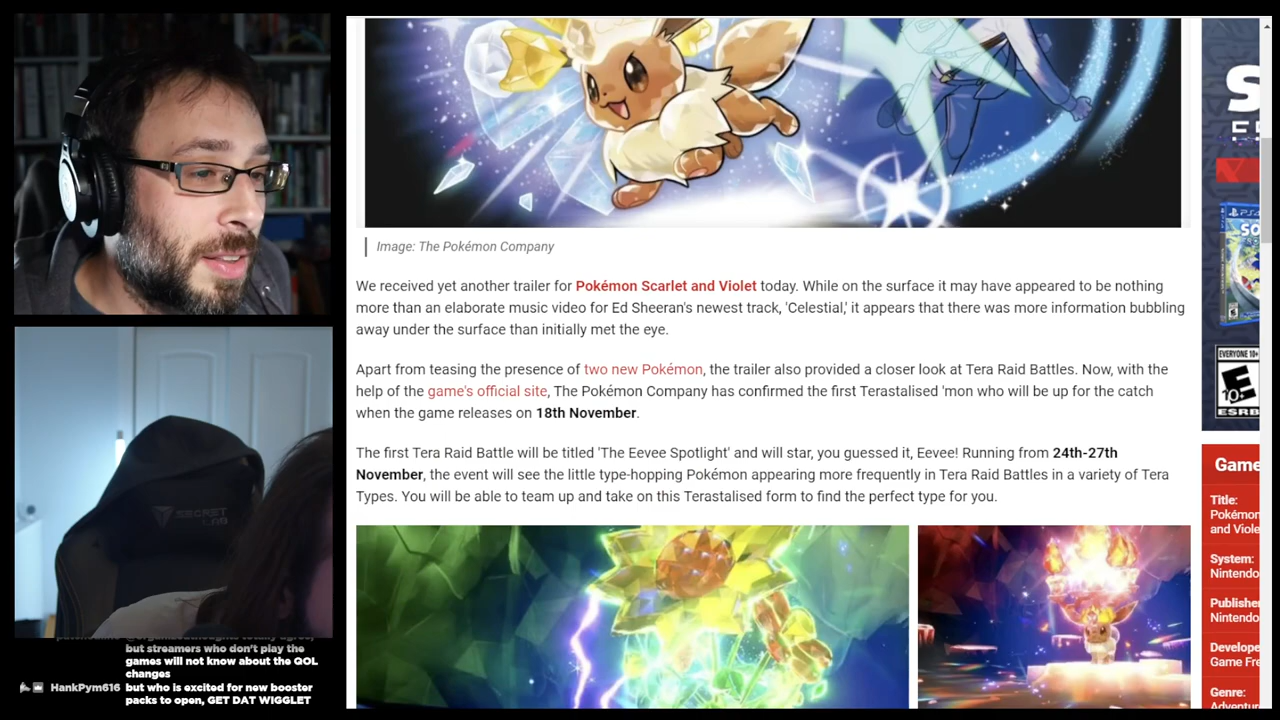 Image: The Pokémon Company
We received yet another trailer for Pokémon Scarlet and Violet today. While on the surface it may have appeared to be nothing
more than an elaborate music video for Ed Sheeran's newest track, 'Celestial,' it appears that there was more information bubbling
away under the surface than initially met the eye.
Apart from teasing the presence of two new Pokémon, the trailer also provided a closer look at Tera Raid Battles. Now, with the
help of the game's official site, The Pokémon Company has confirmed the first Terastalised 'mon who will be up for the catch
when the game releases on 18th November.
The first Tera Raid Battle will be titled 'The Eevee Spotlight' and will star, you guessed it, Eevee! Running from 24th-27th
November, the event will see the little type-hopping Pokémon appearing more frequently in Tera Raid Battles in a variety of Tera
Types. You will be able to team up and take on this Terastalised form to find the perfect type for you.
SECRET
LAB
but streamers who don't play the
games will not know about the QOL
changes
HankPym616 but who is excited for new booster
packs to open, GET DAT WIGGLET
PS4
SO
EVERYONE 10+
E
10+
ESRB
Game
Title:
Pokémon
and Viole
System:
Nintendo
Publisher
Nintendo
Develope
Game Fre
Genre:
Adventur